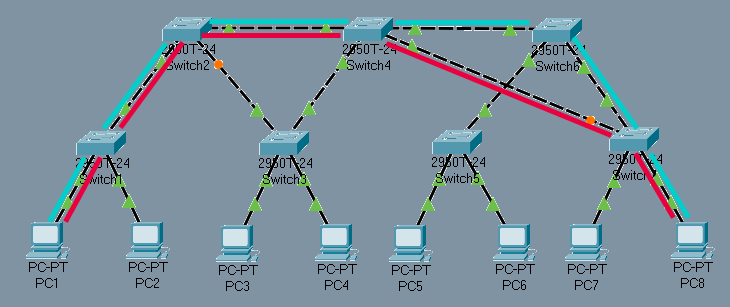 2950T-24
Switch2
2950T-24
Switch4
2950T-24
Switch6
2950T-24
Switch1
2950T-24
Switch3
2950T-24
Switch5
2950T-24
PC-PT
PC1
PC-PT
PC2
PC-PT
PC3
PC-PT
PC4
PC-PT
PC5
PC-PT
PC6
PC-PT
PC7
PC-PT
PC8